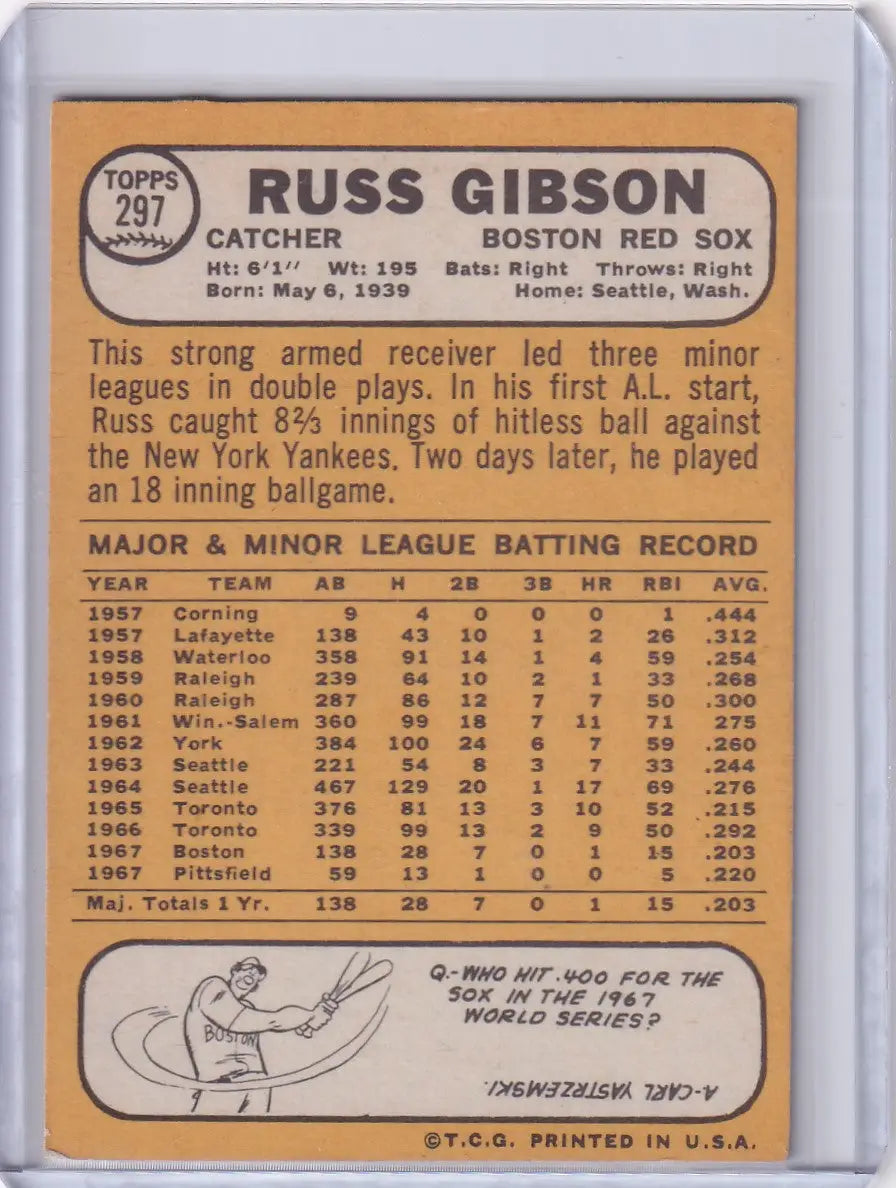 TOPPS
297
RUSS GIBSON
CATCHER BOSTON RED SOX
Ht: 6'1" Wt: 195 Bats: Right Throws: Right
Born: May 6, 1939 Home: Seattle, Wash.
This strong armed receiver led three minor
leagues in double plays. In his first A.L. start,
Russ caught 8⅔ innings of hitless ball against
the New York Yankees. Two days later, he played
an 18 inning ballgame.
MAJOR & MINOR LEAGUE BATTING RECORD
YEAR TEAM AB H 2B 3B HR RBI AVG.
1957 Corning 9 4 0 0 0 1 .444
1957 Lafayette 138 43 10 1 2 26 .312
1958 Waterloo 358 91 14 1 4 59 .254
1959 Raleigh 239 64 10 2 1 33 .268
1960 Raleigh 287 86 12 7 7 50 .300
1961 Win.-Salem 360 99 18 7 11 71 275
1962 York 384 100 24 6 7 59 .260
1963 Seattle 221 54 8 3 7 33 .244
1964 Seattle 467 129 20 1 17 69 .276
1965 Toronto 376 81 13 3 10 52 .215
1966 Toronto 339 99 13 2 9 50 .292
1967 Boston 138 28 7 0 1 15 .203
1967 Pittsfield 59 13 1 0 0 5 .220
Maj. Totals 1 Yr. 138 28 7 0 1 15 .203
BOSTON
Q.-WHO HIT .400 FOR THE
SOX IN THE 1967
WORLD SERIES?
A-CARL YASTRZEMSKI.
©T.C.G. PRINTED IN U.S.A.